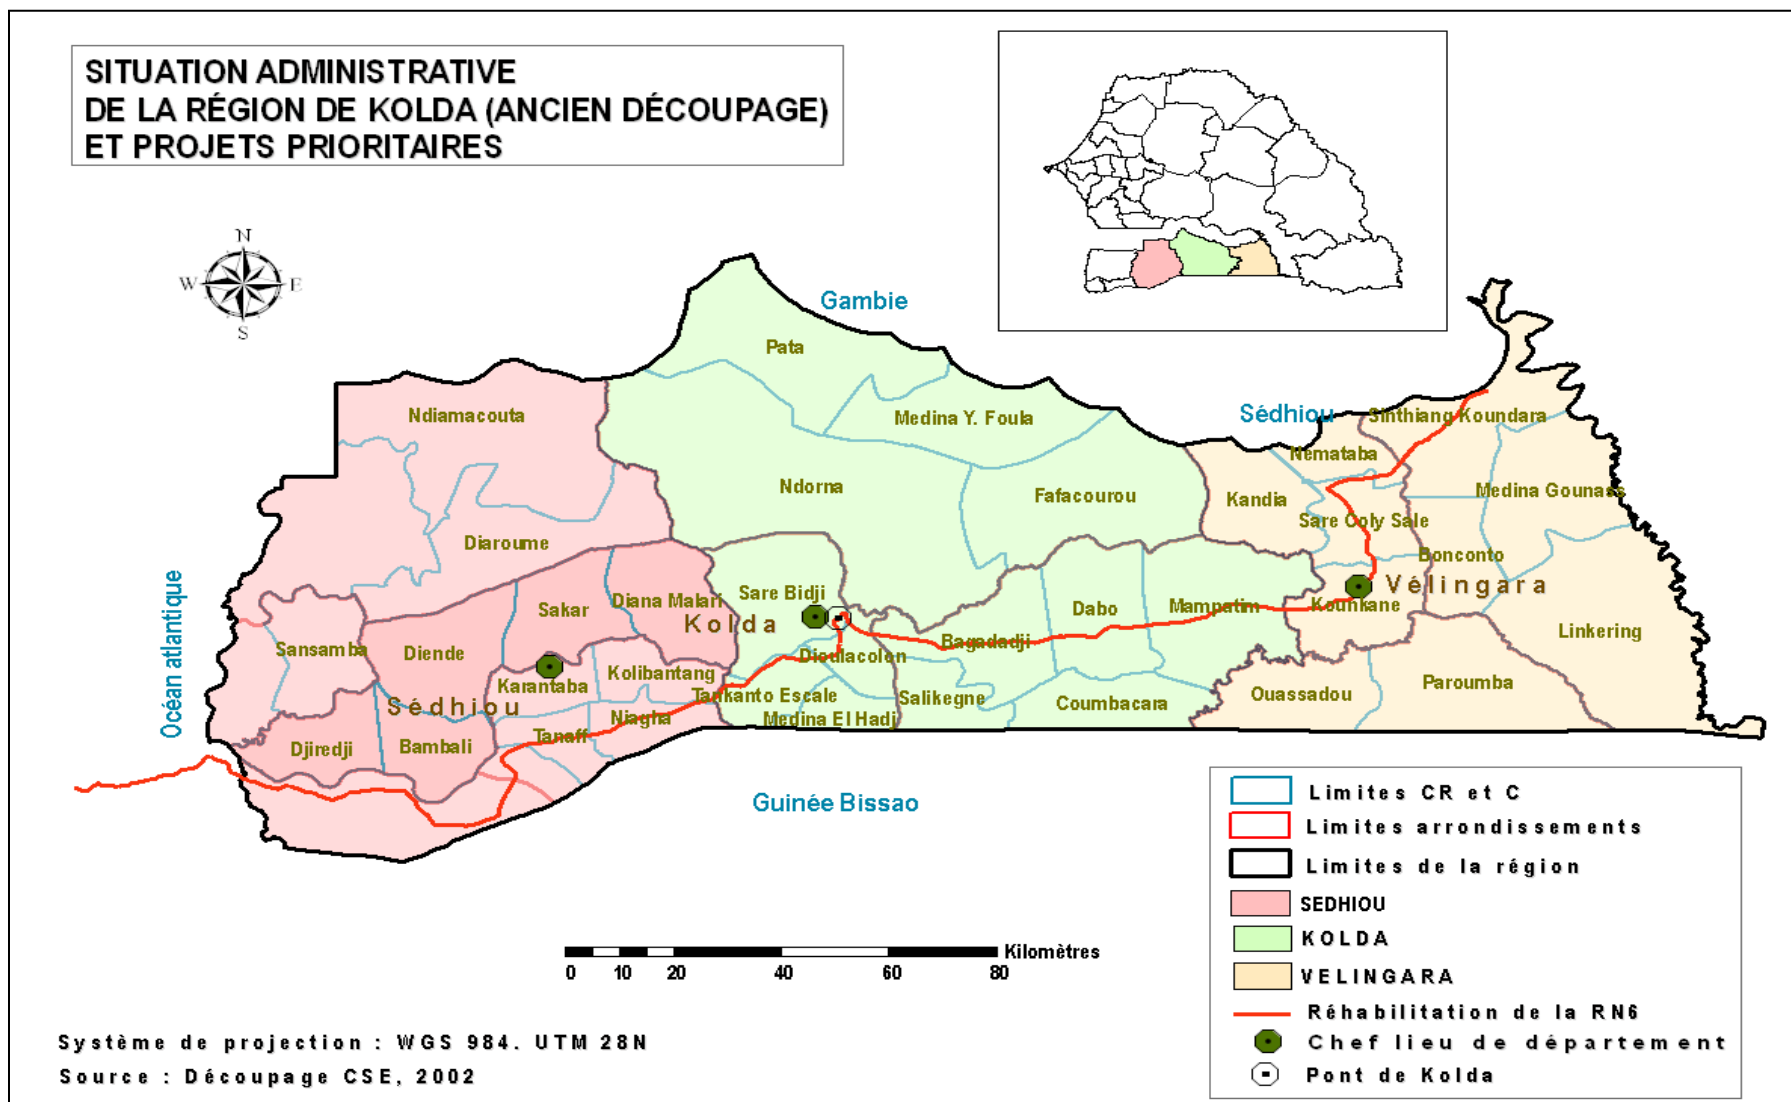 SITUATION ADMINISTRATIVE
DE LA RÉGION DE KOLDA (ANCIEN DÉCOUPAGE)
ET PROJETS PRIORITAIRES
N
W
E
S
Gambie
Pata
Ndiamacouta
Medina Y. Foula
Sédhiou
Sinthiang Koundara
Nemataba
Ndorna
Fafacourou
Kandia
Medina Gounass
Sare Coly Sale
Diaroume
Bonconto
Océan atlantique
Sare Bidji
Vélingara
Sakar
Diana Malari
Dabo
Mampatim
Kounkane
Kolda
Linkering
Sansamba
Diende
Dioulacolon
Bagadadji
Karantaba
Kolibantang
Tankanto Escale
Salikegne
Coumbacara
Ouassadou
Paroumba
Sédhiou
Niagha
Medina El Hadj
Djiredji
Bambali
Tanaff
Guinée Bissao
Limites CR et C
Limites arrondissements
Limites de la région
SEDHIOU
KOLDA
VELINGARA
Réhabilitation de la RN6
Chef lieu de département
Pont de Kolda
Kilomètres
0 10 20 40 60 80
Système de projection : WGS 984. UTM 28N
Source : Découpage CSE, 2002